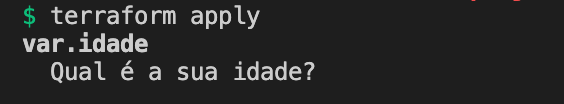 $ terraform apply
var.idade
Qual é a sua idade?